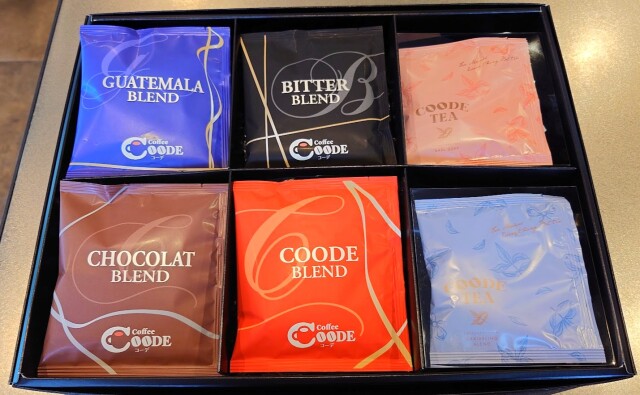 G
GUATEMALA
BLEND
Coffee
COODE
コーデ
B
BITTER
BLEND
Coffee
COODE
コーデ
COODE
TEA
C
CHOCOLAT
BLEND
Coffee
COODE
コーデ
C
COODE
BLEND
Coffee
COODE
コーデ
COODE
TEA